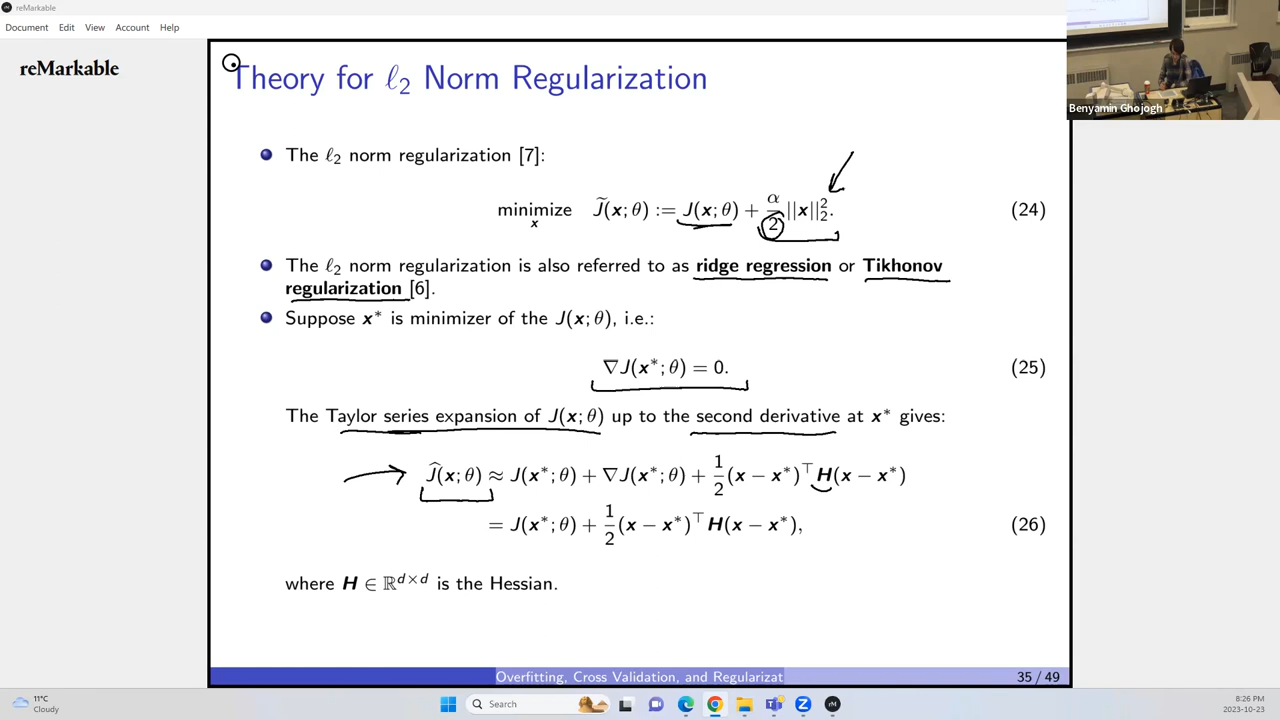 reMarkable
Document Edit View Account Help
reMarkable
Benyamin Ghojogh
Theory for ℓ₂ Norm Regularization
The ℓ₂ norm regularization [7]:
minimize J̃(x; θ) := J(x; θ) + α/2 ||x||₂². (24)
x
The ℓ₂ norm regularization is also referred to as ridge regression or Tikhonov
regularization [6].
Suppose x* is minimizer of the J(x; θ), i.e.:
∇J(x*; θ) = 0. (25)
The Taylor series expansion of J(x; θ) up to the second derivative at x* gives:
Ĵ(x; θ) ≈ J(x*; θ) + ∇J(x*; θ) + 1/2 (x − x*)⊤H(x − x*)
= J(x*; θ) + 1/2 (x − x*)⊤H(x − x*), (26)
where H ∈ ℝᵈˣᵈ is the Hessian.
Overfitting, Cross Validation, and Regularizat 35 / 49
11°C
Cloudy
Search
8:26 PM
2023-10-23